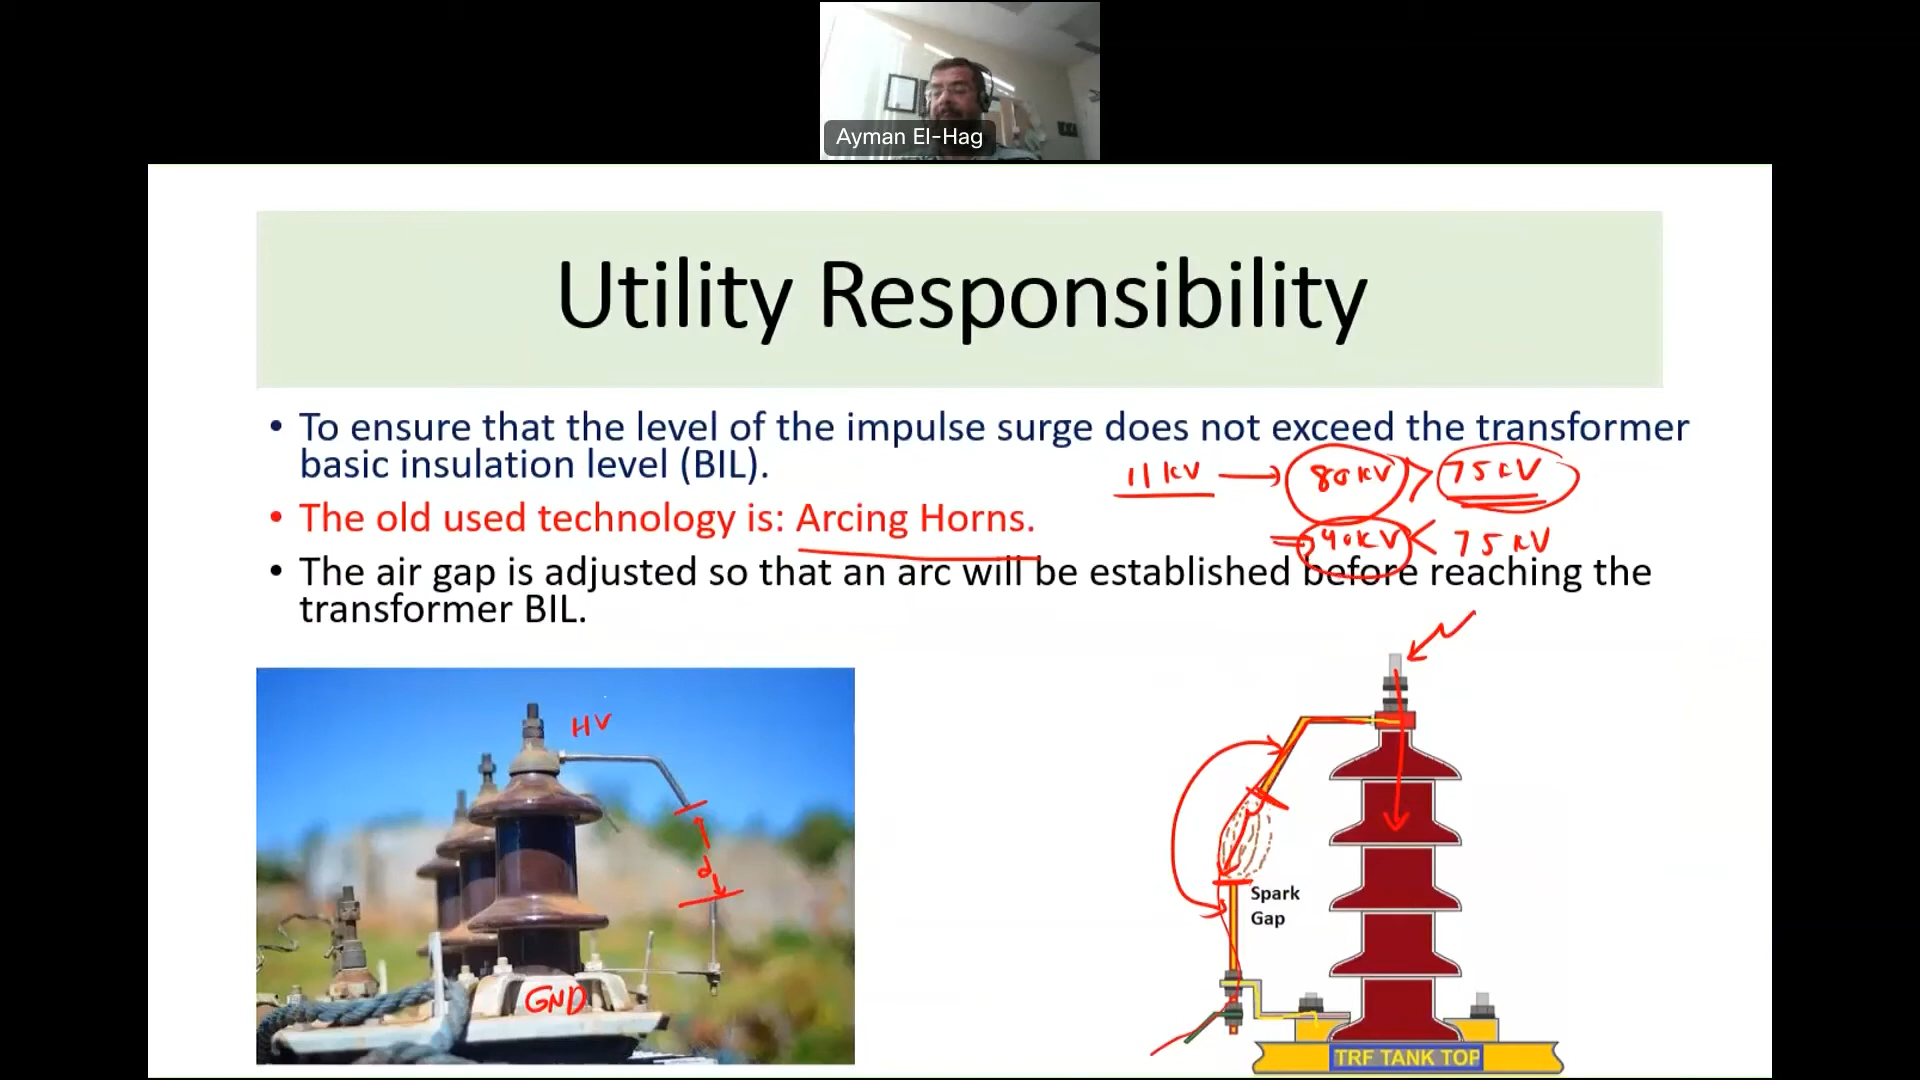 Ayman El-Hag
Utility Responsibility
• To ensure that the level of the impulse surge does not exceed the transformer
basic insulation level (BIL).
11 kV → 80 kV > 75 kV
• The old used technology is: Arcing Horns.
= 40 kV < 75 kV
• The air gap is adjusted so that an arc will be established before reaching the
transformer BIL.
HV
d
GND
Spark
Gap
TRF TANK TOP